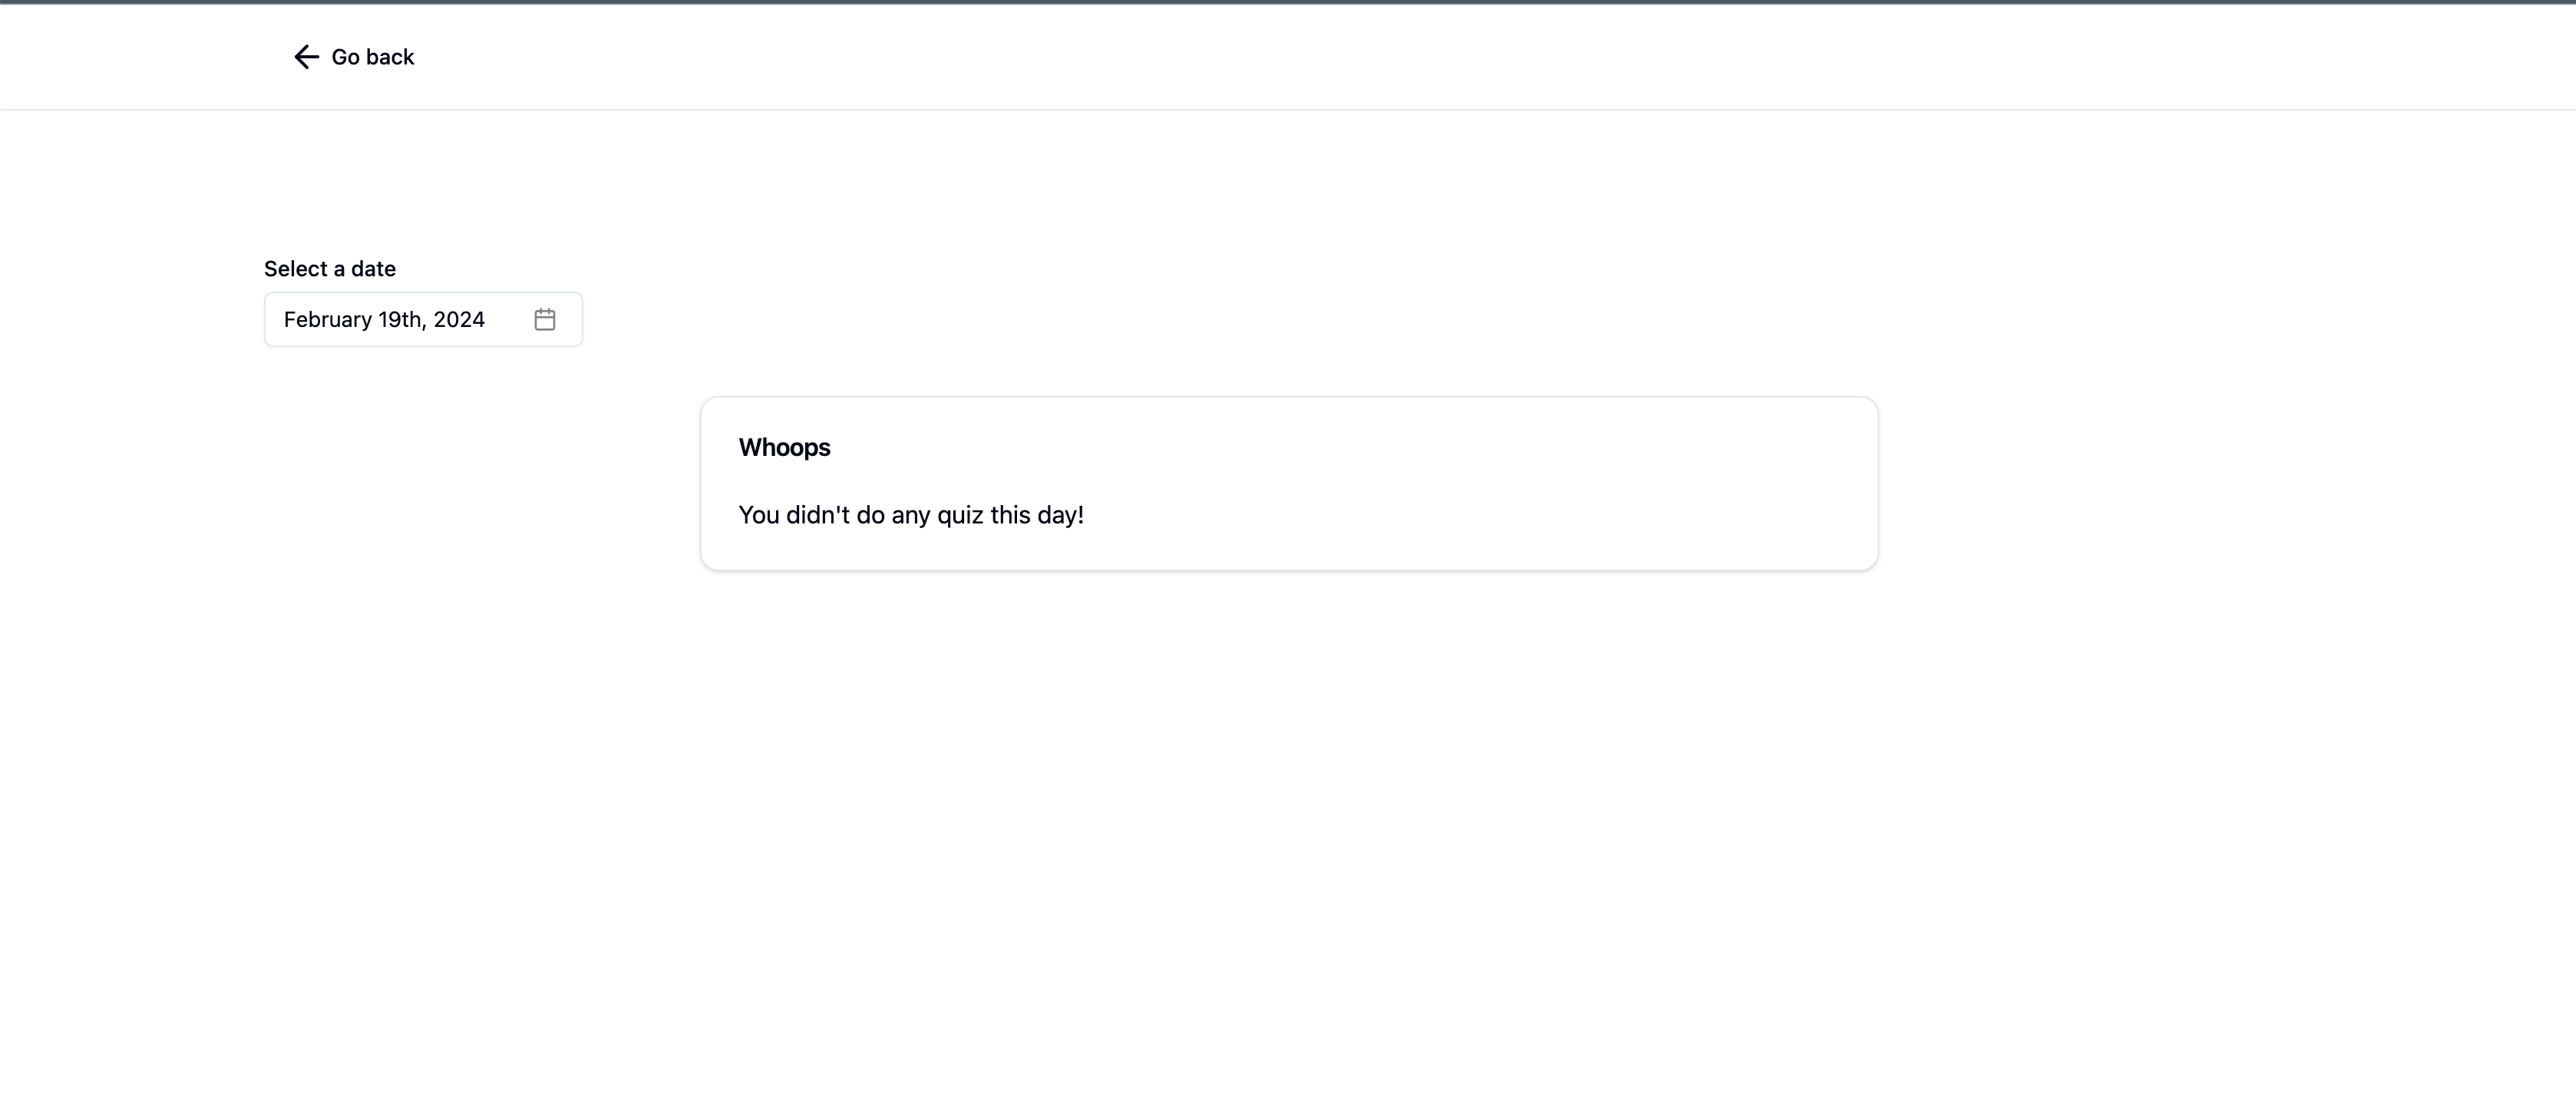 Go back
Select a date
February 19th, 2024
Whoops
You didn't do any quiz this day!